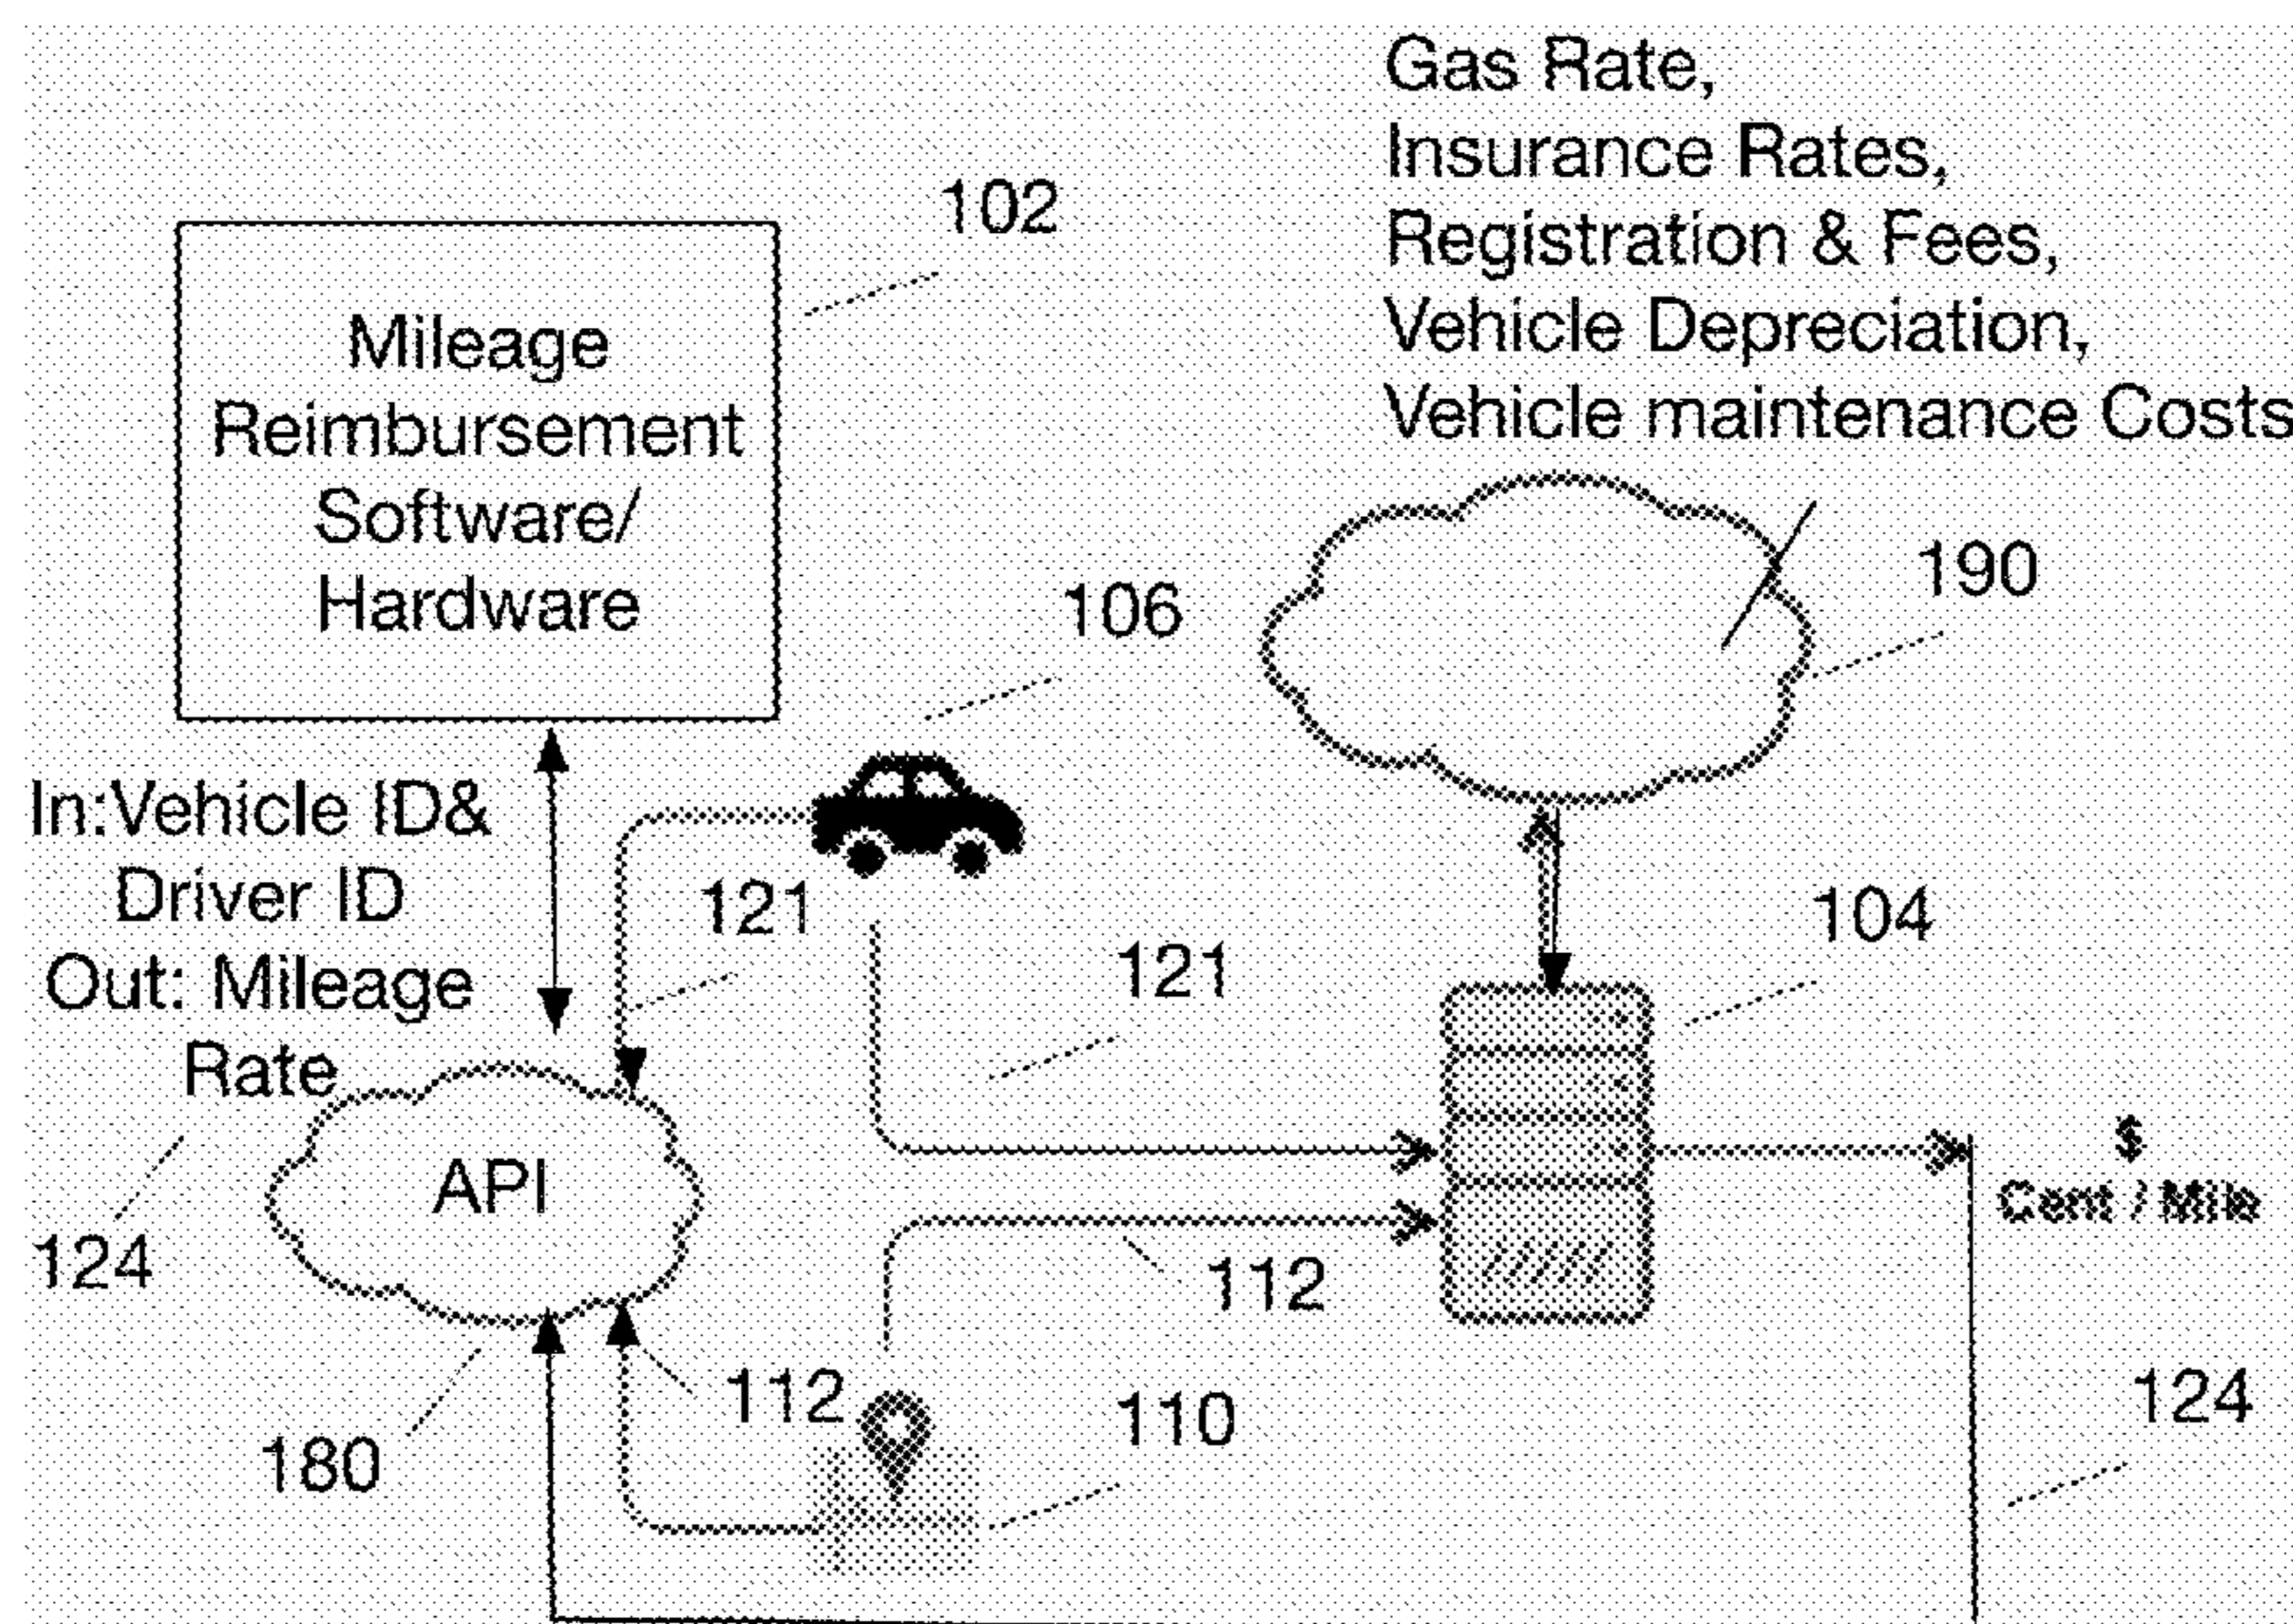 Gas Rate,
Insurance Rates,
Registration & Fees,
Vehicle Depreciation,
Vehicle maintenance Costs
102
Mileage
Reimbursement
Software/
Hardware
190
106
In:Vehicle ID&
Driver ID
Out: Mileage
Rate
121
121
104
API
$
Cent / Mile
124
112
112
110
124
180